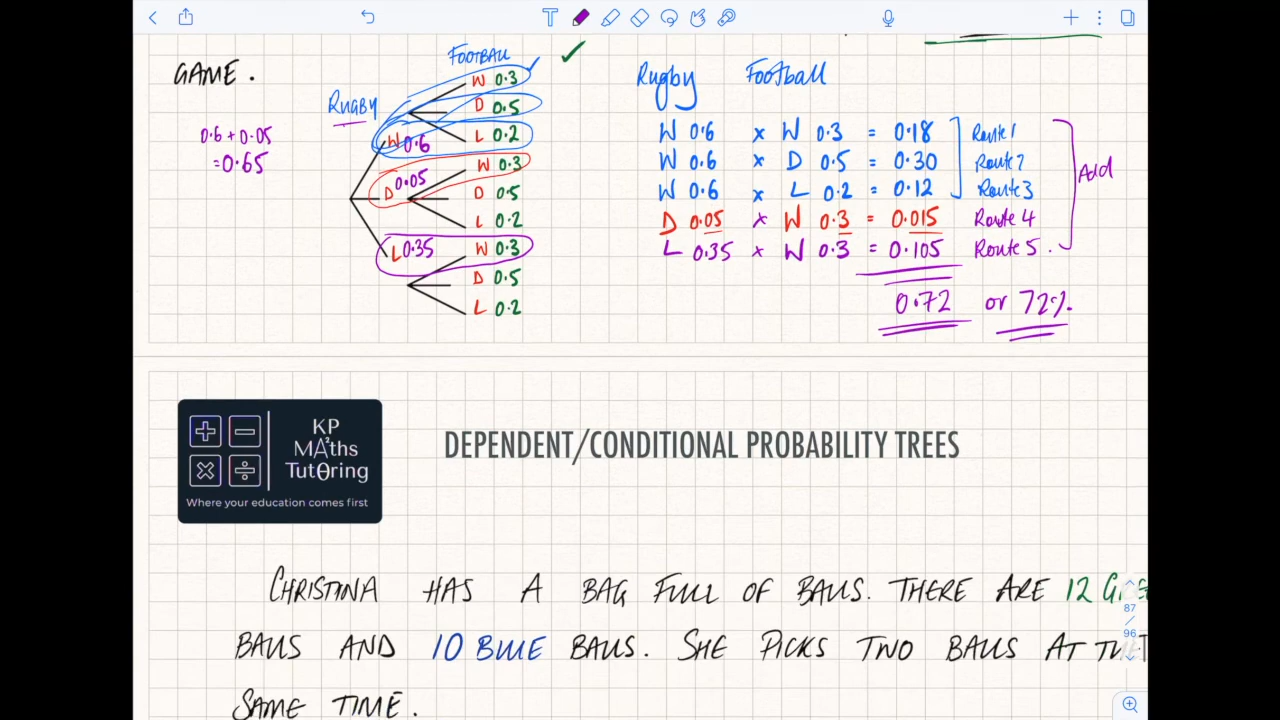 GAME.
FOOTBALL
RUGBY
W 0.3
D 0.5
L 0.2
W 0.6
W 0.3
D 0.05
D 0.5
L 0.2
L 0.35
W 0.3
D 0.5
L 0.2
0.6 + 0.05
= 0.65
Rugby Football
W 0.6 x W 0.3 = 0.18 Route 1
W 0.6 x D 0.5 = 0.30 Route 2
W 0.6 x L 0.2 = 0.12 Route 3
D 0.05 x W 0.3 = 0.015 Route 4
L 0.35 x W 0.3 = 0.105 Route 5.
Add
0.72 or 72%.
KP
MA²ths
Tutθring
Where your education comes first
DEPENDENT/CONDITIONAL PROBABILITY TREES
CHRISTINA HAS A BAG FULL OF BALLS. THERE ARE 12 GREE
BALLS AND 10 BLUE BALLS. SHE PICKS TWO BALLS AT THE
SAME TIME.
87
/
96